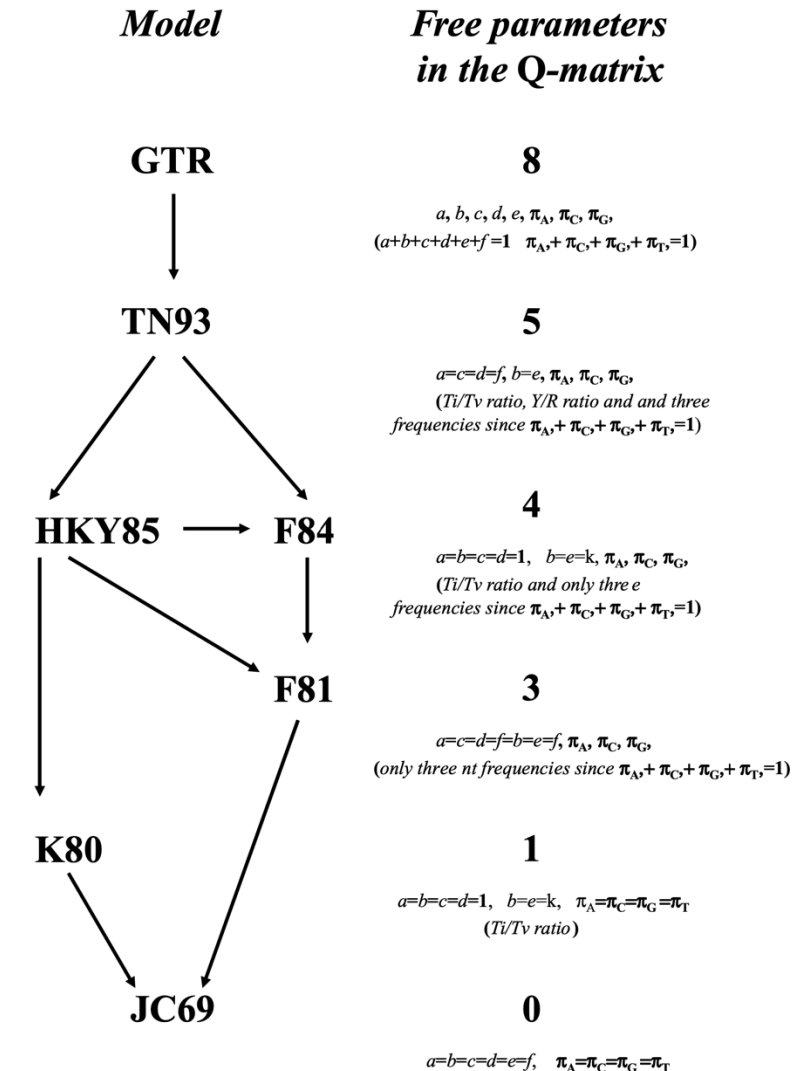 Model
Free parameters
in the Q-matrix
GTR
8
a, b, c, d, e, πA, πC, πG,
(a+b+c+d+e+f=1 πA,+ πC,+ πG,+ πT,=1)
TN93
5
a=c=d=f, b=e, πA, πC, πG,
(Ti/Tv ratio, Y/R ratio and and three
frequencies since πA,+ πC,+ πG,+ πT,=1)
HKY85
F84
4
a=b=c=d=1, b=e=k, πA, πC, πG,
(Ti/Tv ratio and only thre e
frequencies since πA,+ πC,+ πG,+ πT,=1)
F81
3
a=c=d=f=b=e=f, πA, πC, πG,
(only three nt frequencies since πA,+ πC,+ πG,+ πT,=1)
K80
1
a=b=c=d=1, b=e=k, πA=πC=πG=πT
(Ti/Tv ratio)
JC69
0
a=b=c=d=e=f, πA=πC=πG=πT